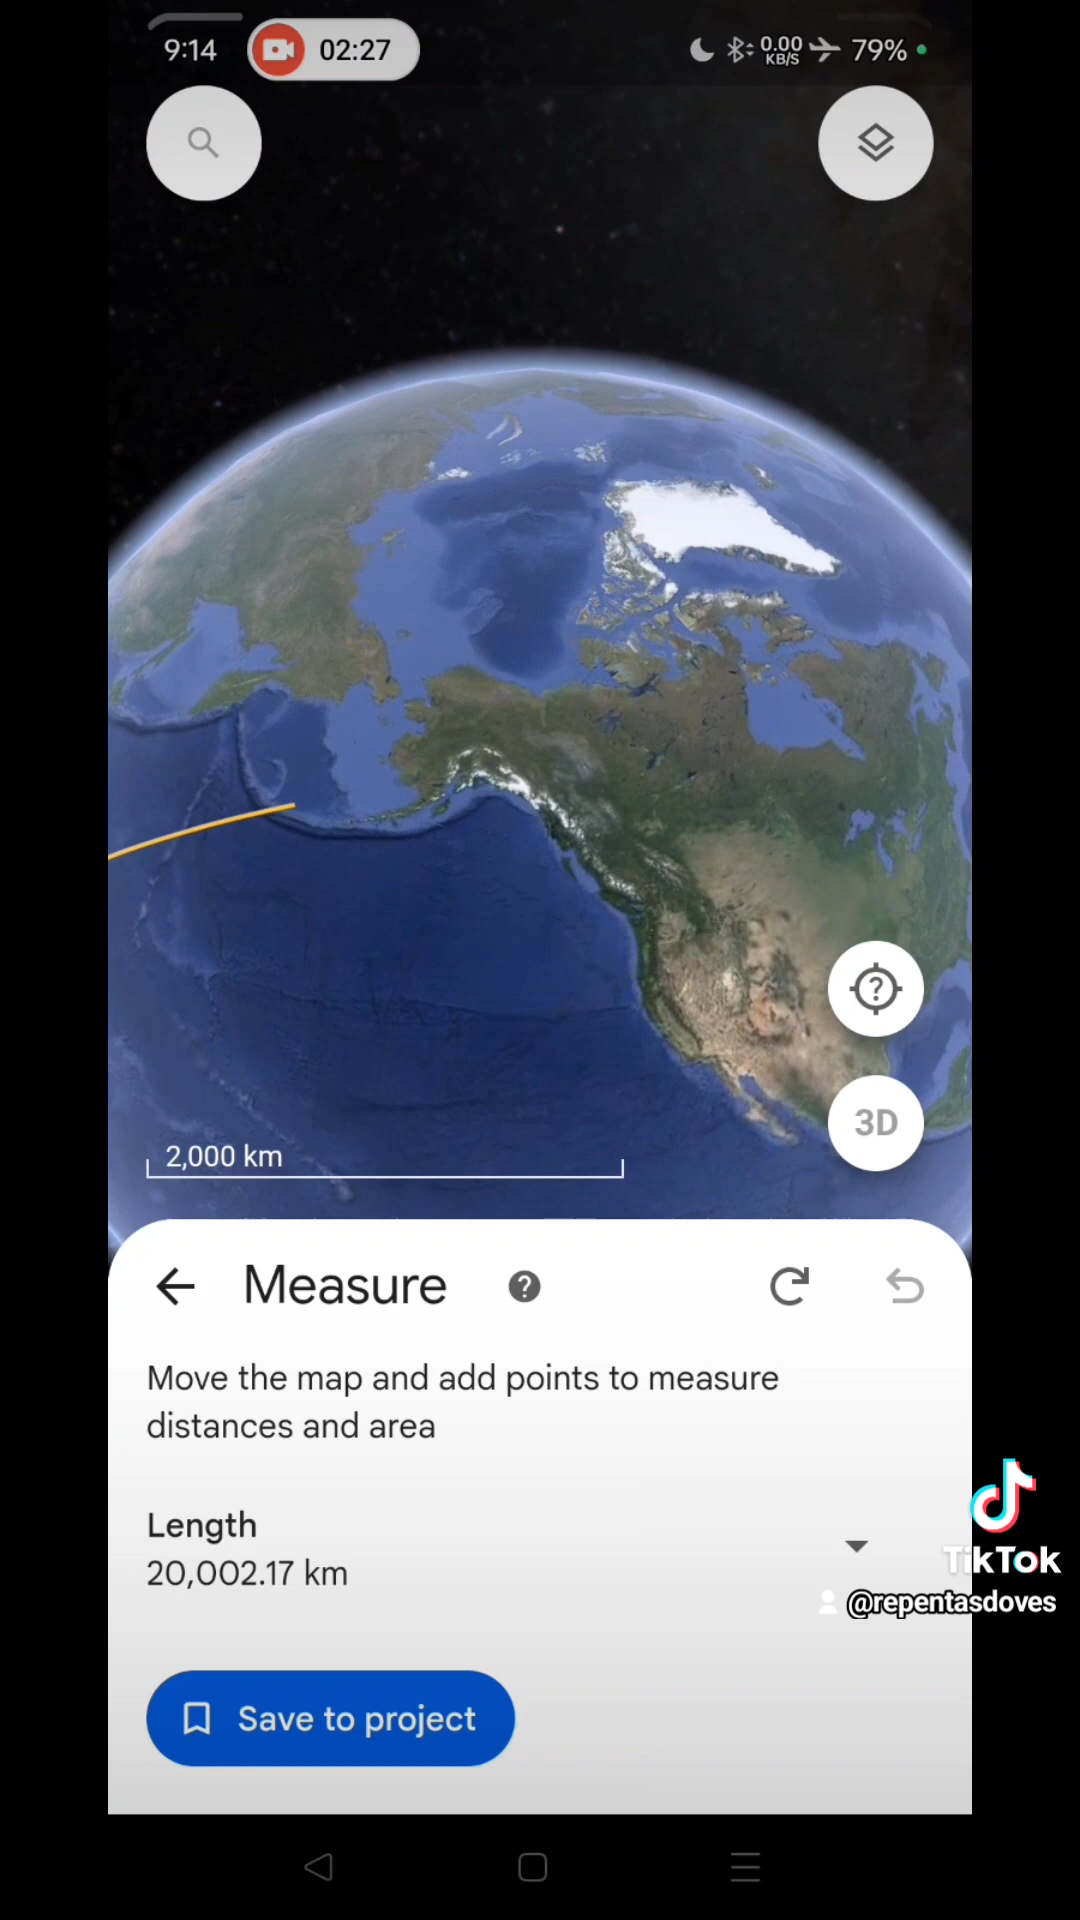 9:14 02:27 0.00 KB/S 79%
2,000 km
3D
Measure
Move the map and add points to measure
distances and area
Length
20,002.17 km
Save to project
TikTok
@repentasdoves